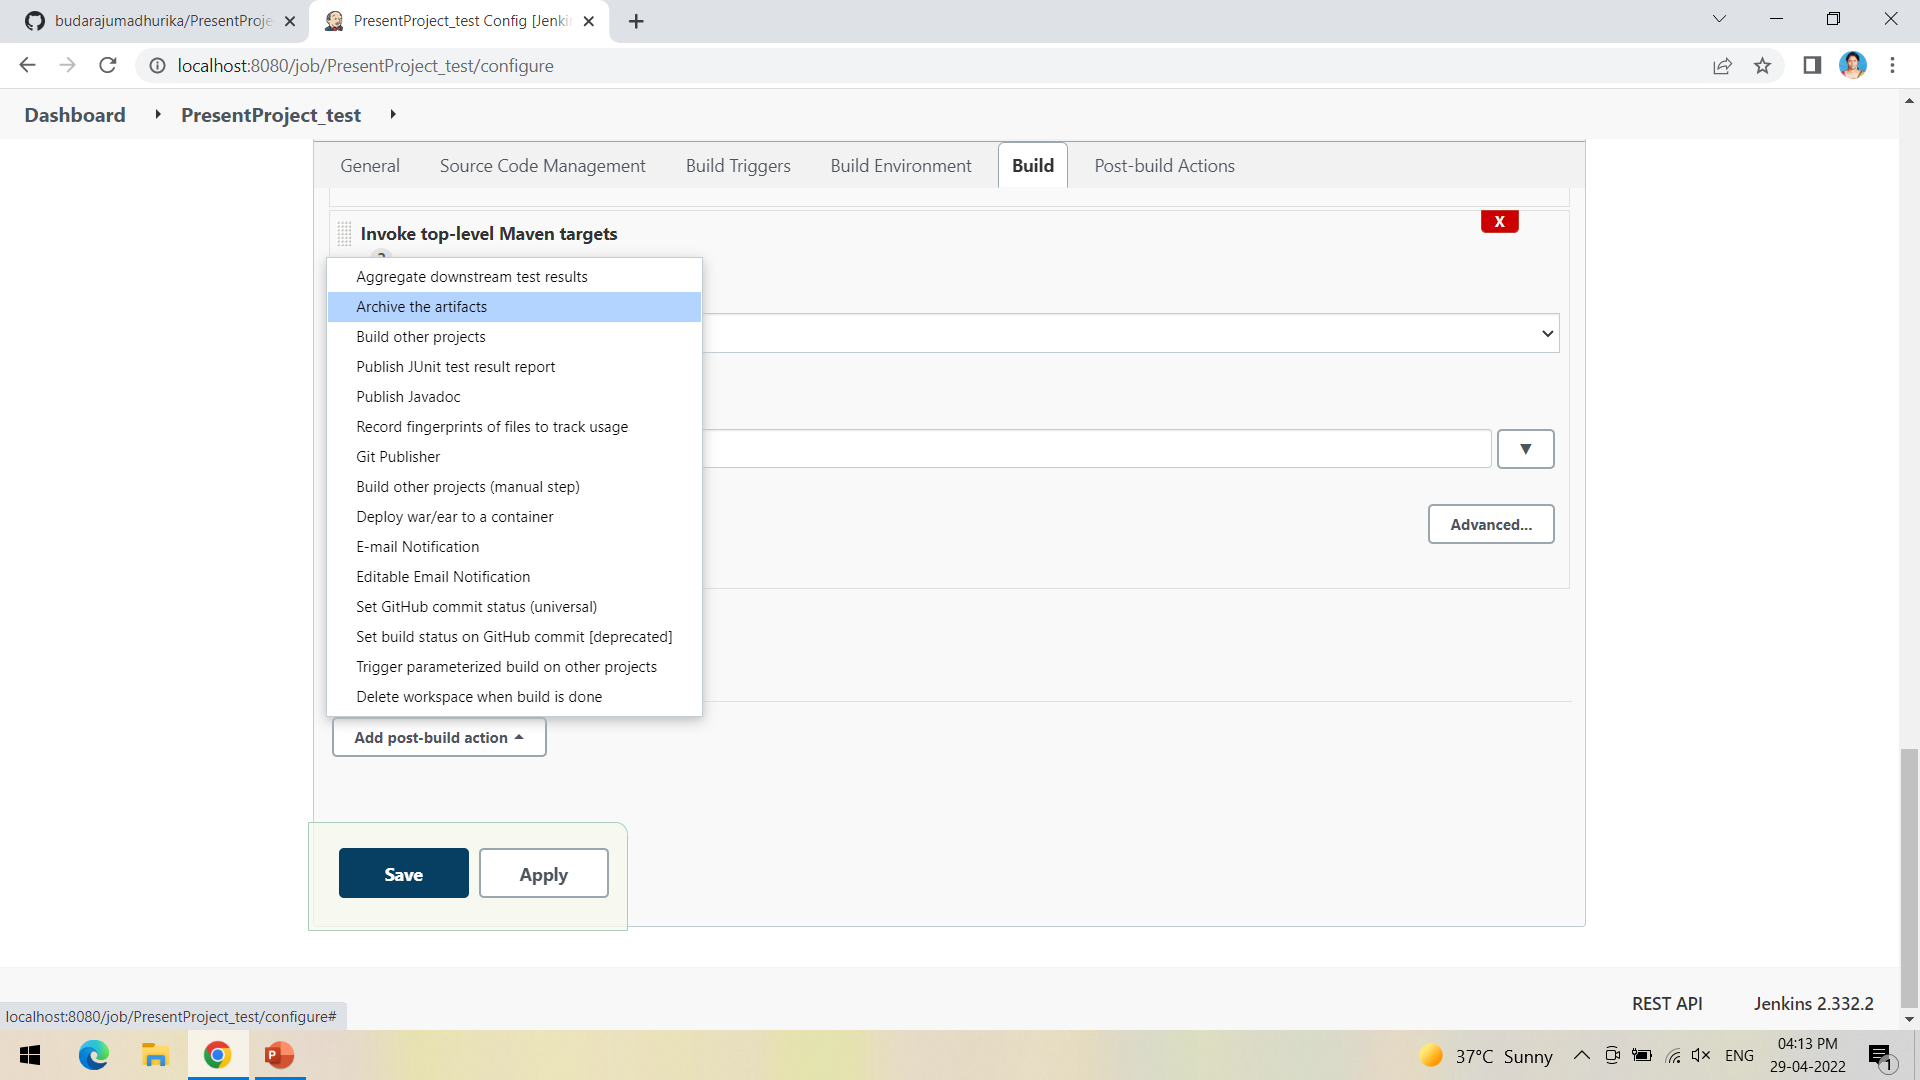 budarajumadhurika/PresentProje
PresentProject_test Config [Jenki
localhost:8080/job/PresentProject_test/configure
Dashboard
PresentProject_test
General
Source Code Management
Build Triggers
Build Environment
Build
Post-build Actions
Invoke top-level Maven targets
X
Aggregate downstream test results
Archive the artifacts
Build other projects
Publish JUnit test result report
Publish Javadoc
Record fingerprints of files to track usage
Git Publisher
Build other projects (manual step)
Deploy war/ear to a container
E-mail Notification
Editable Email Notification
Set GitHub commit status (universal)
Set build status on GitHub commit [deprecated]
Trigger parameterized build on other projects
Delete workspace when build is done
Advanced...
Add post-build action
Save
Apply
REST API
Jenkins 2.332.2
localhost:8080/job/PresentProject_test/configure#
37°C Sunny
ENG
04:13 PM
29-04-2022
1